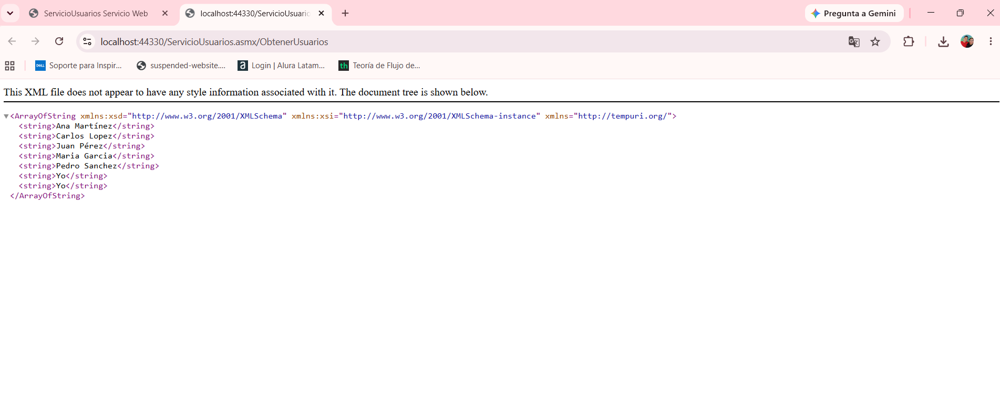 ServicioUsuarios Servicio Web
localhost:44330/ServicioUsuario
Pregunta a Gemini
localhost:44330/ServicioUsuarios.asmx/ObtenerUsuarios
Soporte para Inspir...
suspended-website....
Login | Alura Latam...
Teoría de Flujo de...
This XML file does not appear to have any style information associated with it. The document tree is shown below.
<ArrayOfString xmlns:xsd="http://www.w3.org/2001/XMLSchema" xmlns:xsi="http://www.w3.org/2001/XMLSchema-instance" xmlns="http://tempuri.org/">
<string>Ana Martínez</string>
<string>Carlos Lopez</string>
<string>Juan Pérez</string>
<string>Maria Garcia</string>
<string>Pedro Sanchez</string>
<string>Yo</string>
<string>Yo</string>
</ArrayOfString>